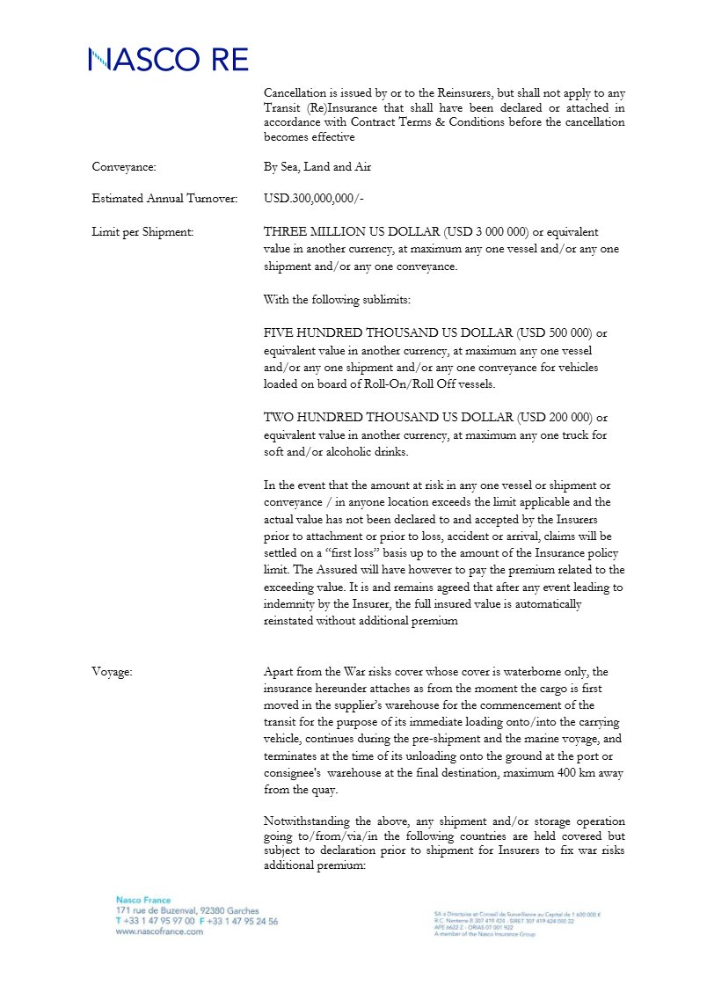 NASCO RE
Cancellation is issued by or to the Reinsurers, but shall not apply to any
Transit (Re)Insurance that shall have been declared or attached in
accordance with Contract Terms & Conditions before the cancellation
becomes effective
Conveyance: By Sea, Land and Air
Estimated Annual Turnover: USD.300,000,000/-
Limit per Shipment: THREE MILLION US DOLLAR (USD 3 000 000) or equivalent
value in another currency, at maximum any one vessel and/or any one
shipment and/or any one conveyance.
With the following sublimits:
FIVE HUNDRED THOUSAND US DOLLAR (USD 500 000) or
equivalent value in another currency, at maximum any one vessel
and/or any one shipment and/or any one conveyance for vehicles
loaded on board of Roll-On/Roll Off vessels.
TWO HUNDRED THOUSAND US DOLLAR (USD 200 000) or
equivalent value in another currency, at maximum any one truck for
soft and/or alcoholic drinks.
In the event that the amount at risk in any one vessel or shipment or
conveyance / in anyone location exceeds the limit applicable and the
actual value has not been declared to and accepted by the Insurers
prior to attachment or prior to loss, accident or arrival, claims will be
settled on a “first loss” basis up to the amount of the Insurance policy
limit. The Assured will have however to pay the premium related to the
exceeding value. It is and remains agreed that after any event leading to
indemnity by the Insurer, the full insured value is automatically
reinstated without additional premium
Voyage: Apart from the War risks cover whose cover is waterborne only, the
insurance hereunder attaches as from the moment the cargo is first
moved in the supplier's warehouse for the commencement of the
transit for the purpose of its immediate loading onto/into the carrying
vehicle, continues during the pre-shipment and the marine voyage, and
terminates at the time of its unloading onto the ground at the port or
consignee's warehouse at the final destination, maximum 400 km away
from the quay.
Notwithstanding the above, any shipment and/or storage operation
going to/from/via/in the following countries are held covered but
subject to declaration prior to shipment for Insurers to fix war risks
additional premium:
Nasco France
171 rue de Buzenval, 92380 Garches
T +33 1 47 95 97 00 F +33 1 47 95 24 56
www.nascofrance.com
SA à Directoire et Conseil de Surveillance au Capital de 1 600 000 €
R.C. Nanterre B 307 419 424 - SIRET 307 419 424 000 22
APE 6622 Z - ORIAS 07 001 922
A member of the Nasco Insurance Group